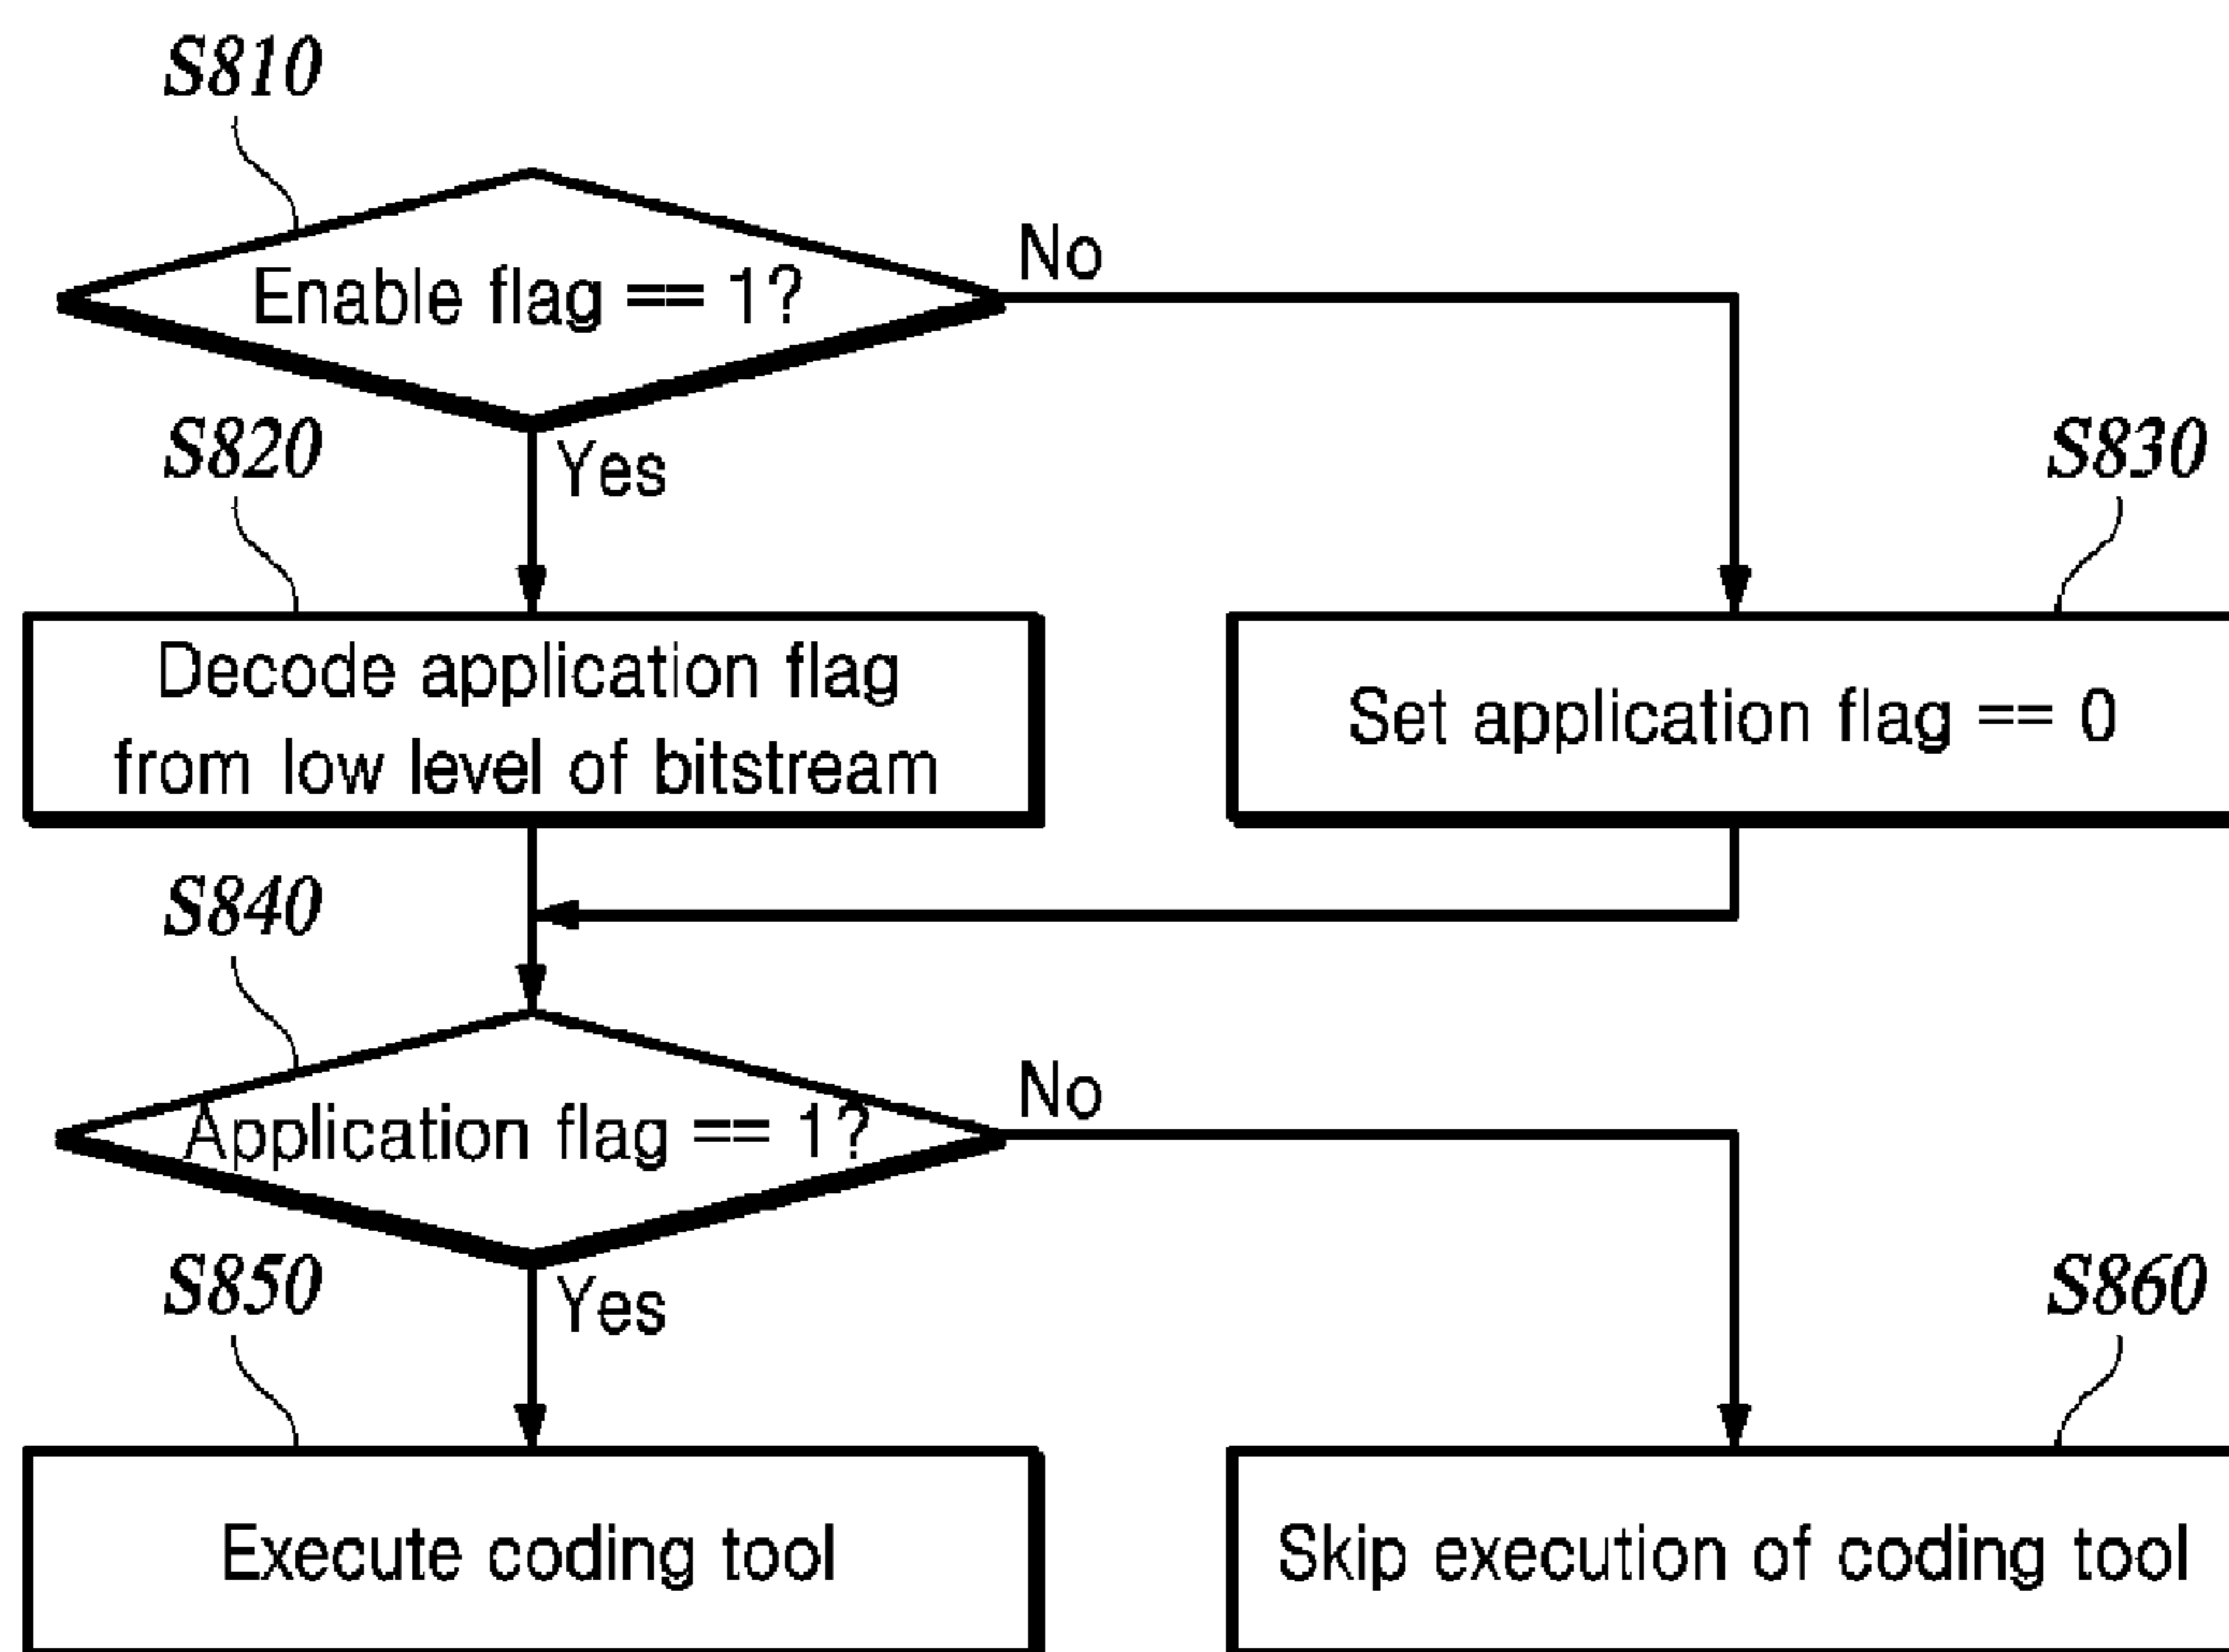 S810
Enable flag == 1?
No
Yes
S820
S830
Decode application flag
from low level of bitstream
Set application flag == 0
S840
Application flag == 1?
No
Yes
S850
S860
Execute coding tool
Skip execution of coding tool